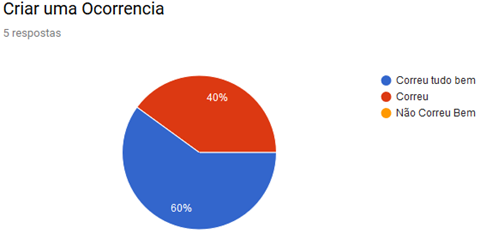 Criar uma Ocorrencia
5 respostas
40%
60%
Correu tudo bem
Correu
Não Correu Bem